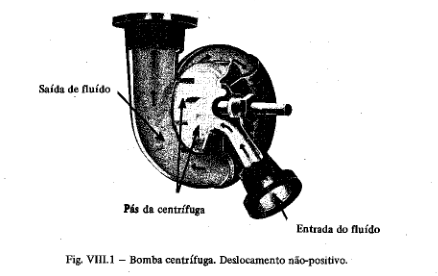 Saída de fluído
Pás da centrífuga
Entrada do fluído
Fig. VIII.1 — Bomba centrífuga. Deslocamento não-positivo.